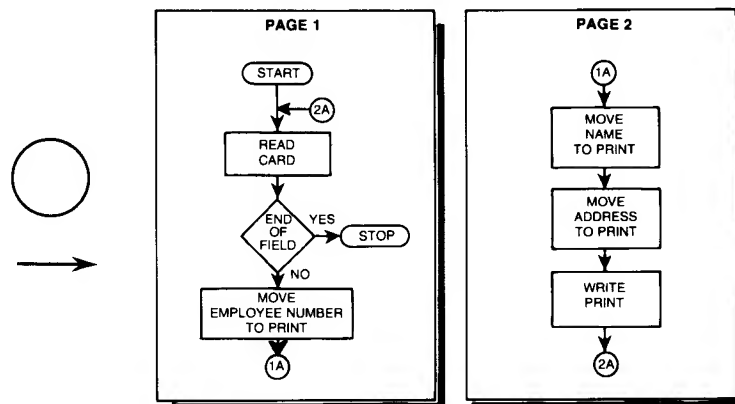 PAGE 1
START
2A
READ
CARD
END
OF
FIELD
YES
STOP
NO
MOVE
EMPLOYEE NUMBER
TO PRINT
1A
PAGE 2
1A
MOVE
NAME
TO PRINT
MOVE
ADDRESS
TO PRINT
WRITE
PRINT
2A